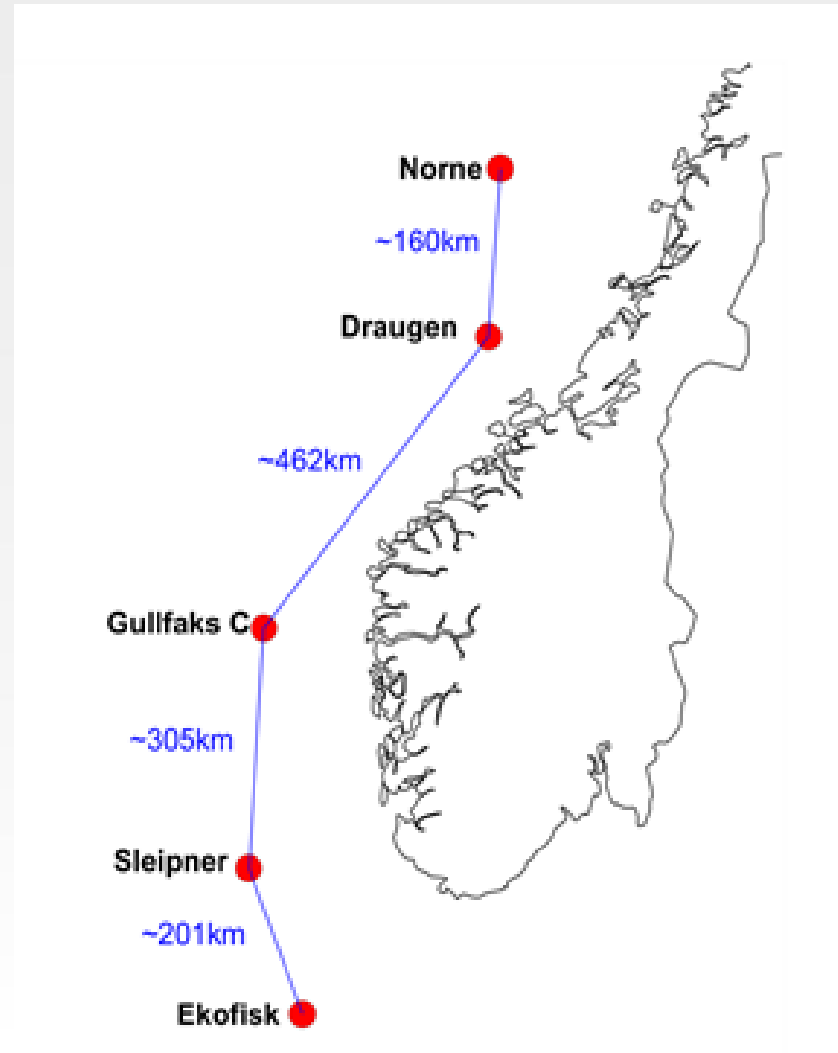 Norne
~160km
Draugen
~462km
Gullfaks C
~305km
Sleipner
~201km
Ekofisk